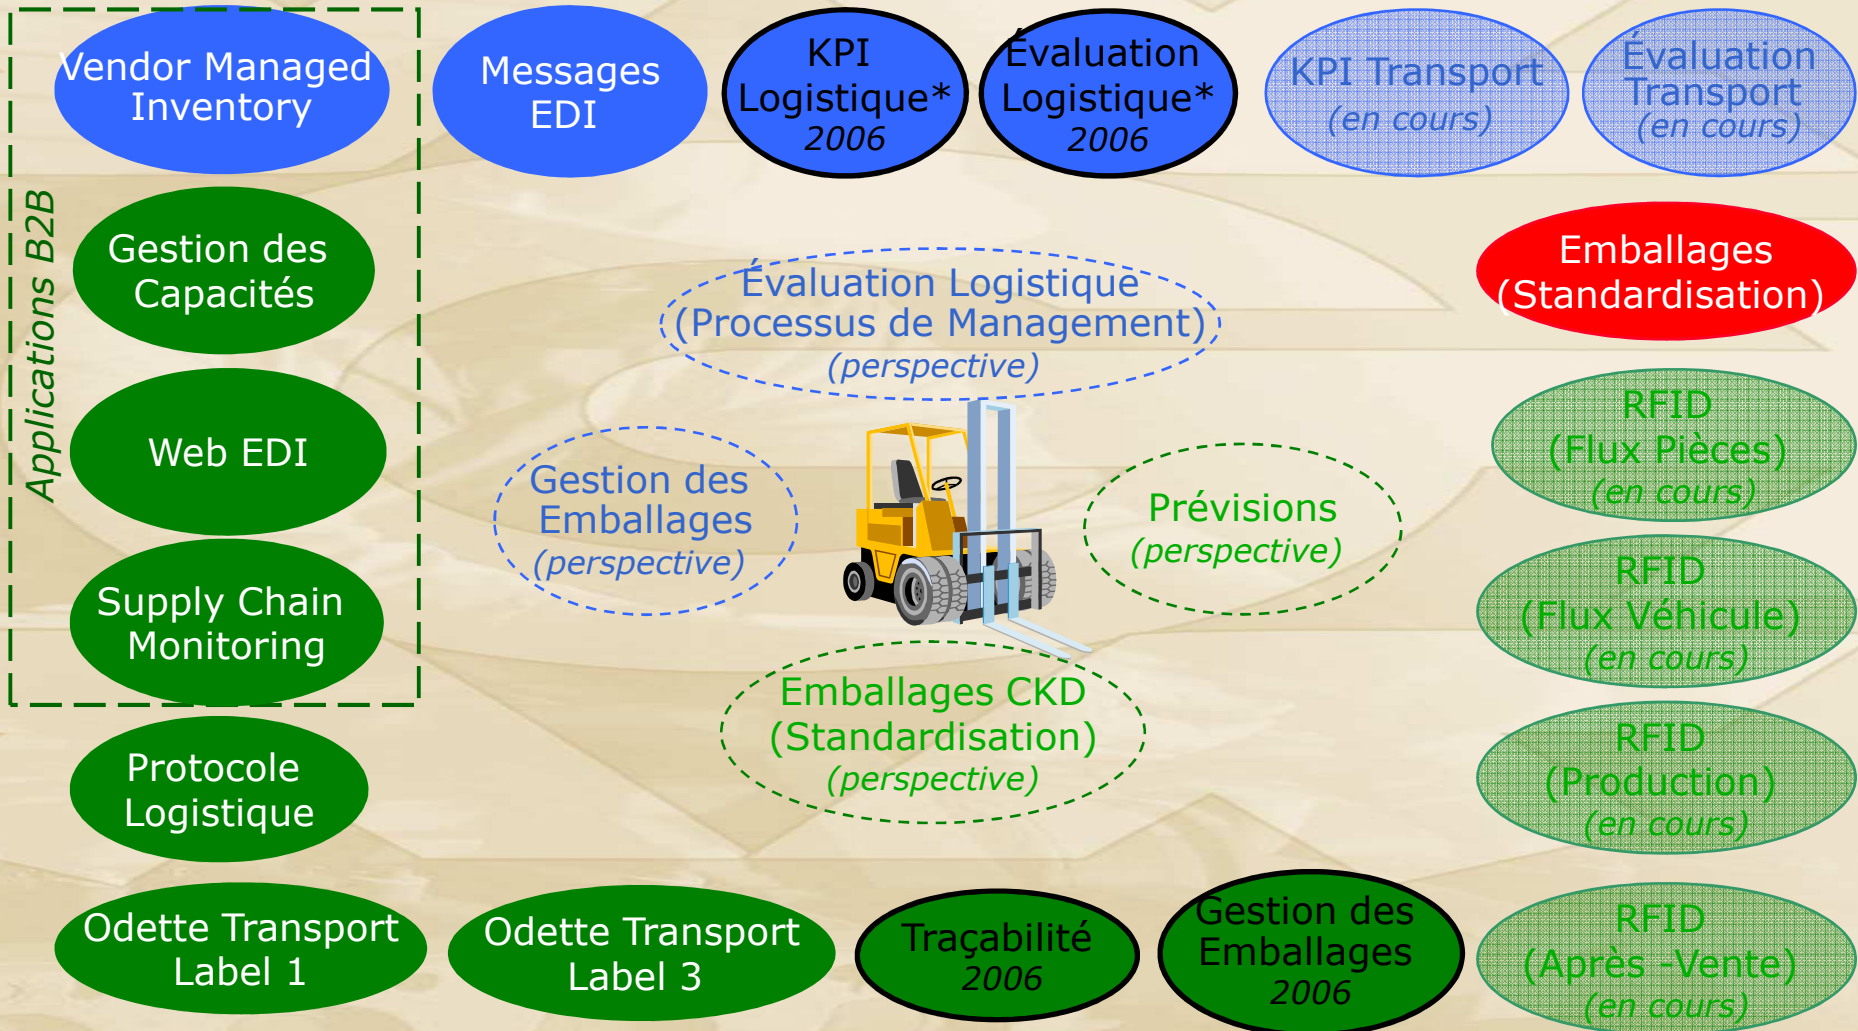 Applications B2B
Vendor Managed
Inventory
Messages
EDI
KPI
Logistique*
2006
Évaluation
Logistique*
2006
KPI Transport
(en cours)
Évaluation
Transport
(en cours)
Gestion des
Capacités
Évaluation Logistique
(Processus de Management)
(perspective)
Emballages
(Standardisation)
Web EDI
Gestion des
Emballages
(perspective)
Prévisions
(perspective)
RFID
(Flux Pièces)
(en cours)
Supply Chain
Monitoring
RFID
(Flux Véhicule)
(en cours)
Emballages CKD
(Standardisation)
(perspective)
Protocole
Logistique
RFID
(Production)
(en cours)
Odette Transport
Label 1
Odette Transport
Label 3
Traçabilité
2006
Gestion des
Emballages
2006
RFID
(Après -Vente)
(en cours)